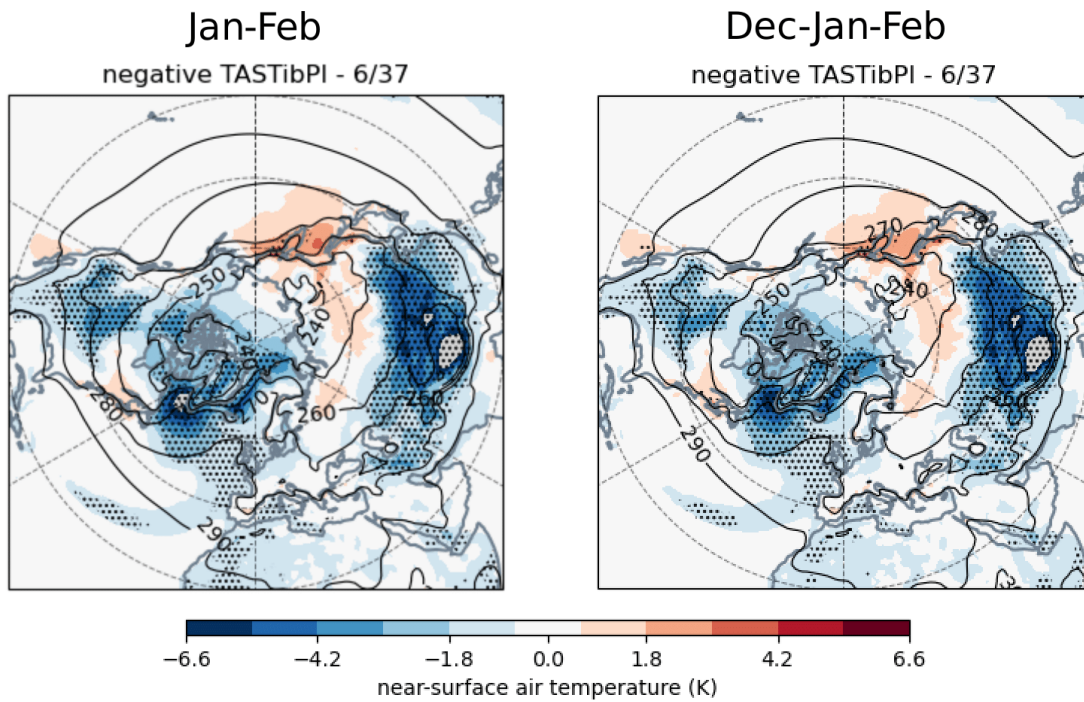 Jan-Feb
Dec-Jan-Feb
negative TASTibPI - 6/37
negative TASTibPI - 6/37
250
240
260
260
280
290
270
280
240
250
290
−6.6 −4.2 −1.8 0.0 1.8 4.2 6.6
near-surface air temperature (K)